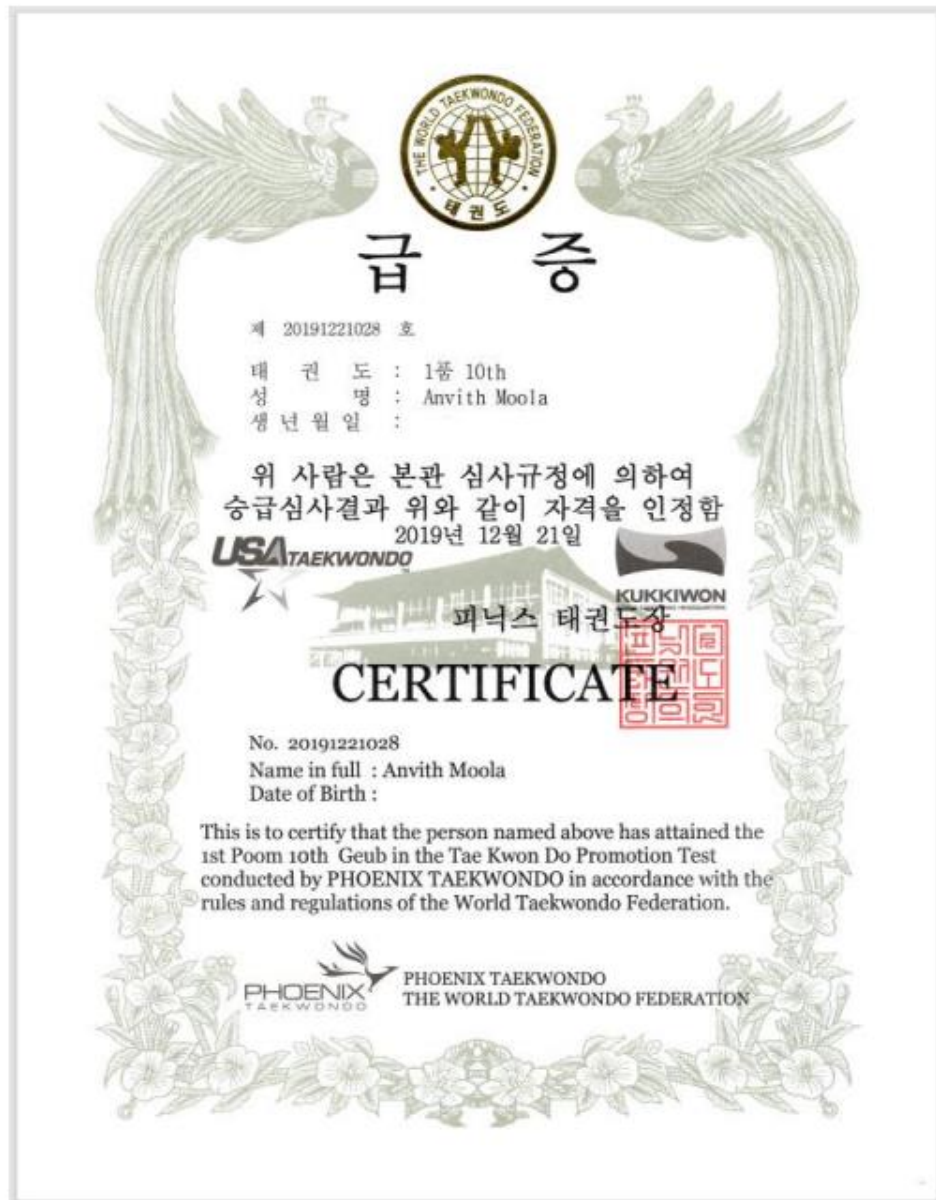 THE WORLD TAEKWONDO FEDERATION
태권도
급 증
제 20191221028 호
태 권 도 : 1품 10th
성 명 : Anvith Moola
생년월일 :
위 사람은 본관 심사규정에 의하여
승급심사결과 위와 같이 자격을 인정함
2019년 12월 21일
USA TAEKWONDO
KUKKIWON
피닉스 태권도장
CERTIFICATE
No. 20191221028
Name in full : Anvith Moola
Date of Birth :
This is to certify that the person named above has attained the
1st Poom 10th Geub in the Tae Kwon Do Promotion Test
conducted by PHOENIX TAEKWONDO in accordance with the
rules and regulations of the World Taekwondo Federation.
PHOENIX
TAEKWONDO
PHOENIX TAEKWONDO
THE WORLD TAEKWONDO FEDERATION